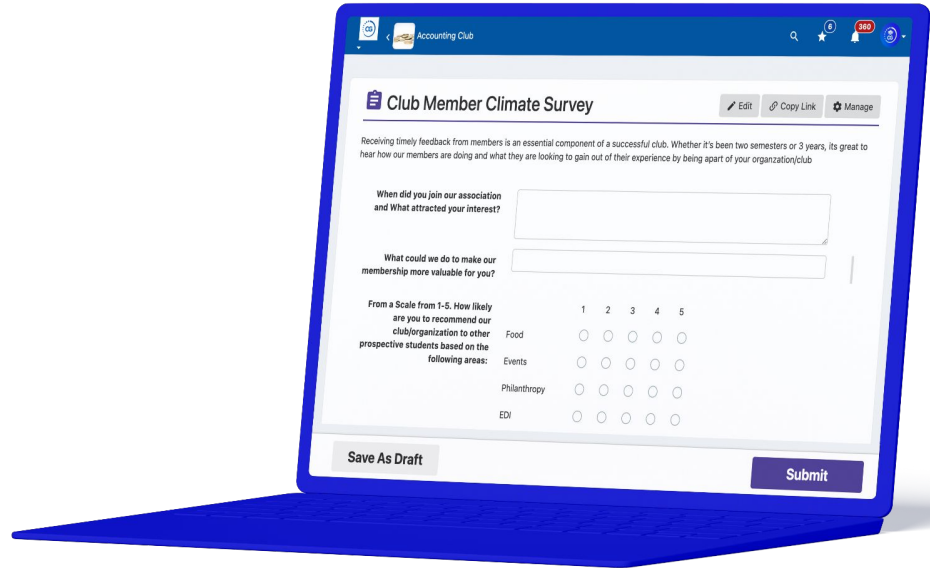 CG
Accounting Club
6
360
CG
Club Member Climate Survey
Edit
Copy Link
Manage
Receiving timely feedback from members is an essential component of a successful club. Whether it's been two semesters or 3 years, its great to
hear how our members are doing and what they are looking to gain out of their experience by being apart of your organzation/club
When did you join our association
and What attracted your interest?
What could we do to make our
membership more valuable for you?
From a Scale from 1-5. How likely
are you to recommend our
club/organization to other
prospective students based on the
following areas:
1 2 3 4 5
Food
Events
Philanthropy
EDI
Save As Draft
Submit